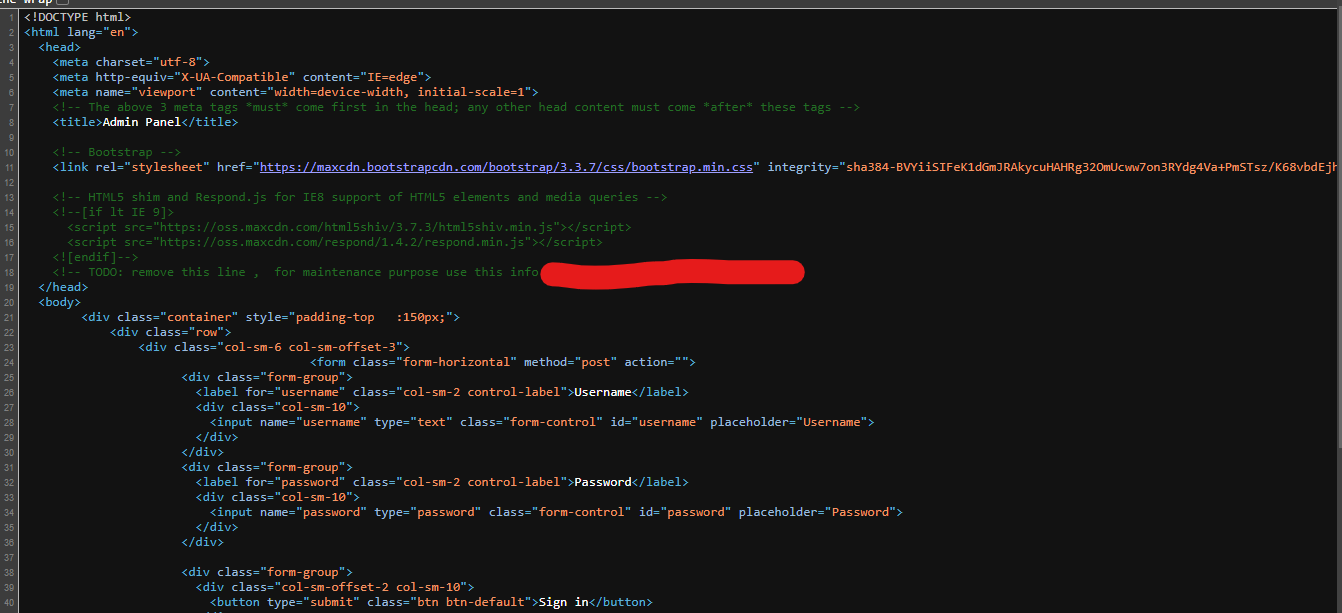 1 <!DOCTYPE html>
2 <html lang="en">
3 <head>
4 <meta charset="utf-8">
5 <meta http-equiv="X-UA-Compatible" content="IE=edge">
6 <meta name="viewport" content="width=device-width, initial-scale=1">
7 <!-- The above 3 meta tags *must* come first in the head; any other head content must come *after* these tags -->
8 <title>Admin Panel</title>
9
10 <!-- Bootstrap -->
11 <link rel="stylesheet" href="https://maxcdn.bootstrapcdn.com/bootstrap/3.3.7/css/bootstrap.min.css" integrity="sha384-BVYiiSIFeK1dGmJRAkycuHAHRg32OmUcww7on3RYdg4Va+PmSTsz/K68vbdEjh
12
13 <!-- HTML5 shim and Respond.js for IE8 support of HTML5 elements and media queries -->
14 <!--[if lt IE 9]>
15 <script src="https://oss.maxcdn.com/html5shiv/3.7.3/html5shiv.min.js"></script>
16 <script src="https://oss.maxcdn.com/respond/1.4.2/respond.min.js"></script>
17 <![endif]-->
18 <!-- TODO: remove this line ,  for maintenance purpose use this info
19 </head>
20 <body>
21 <div class="container" style="padding-top   :150px;">
22 <div class="row">
23 <div class="col-sm-6 col-sm-offset-3">
24 <form class="form-horizontal" method="post" action="">
25 <div class="form-group">
26 <label for="username" class="col-sm-2 control-label">Username</label>
27 <div class="col-sm-10">
28 <input name="username" type="text" class="form-control" id="username" placeholder="Username">
29 </div>
30 </div>
31 <div class="form-group">
32 <label for="password" class="col-sm-2 control-label">Password</label>
33 <div class="col-sm-10">
34 <input name="password" type="password" class="form-control" id="password" placeholder="Password">
35 </div>
36 </div>
37
38 <div class="form-group">
39 <div class="col-sm-offset-2 col-sm-10">
40 <button type="submit" class="btn btn-default">Sign in</button>